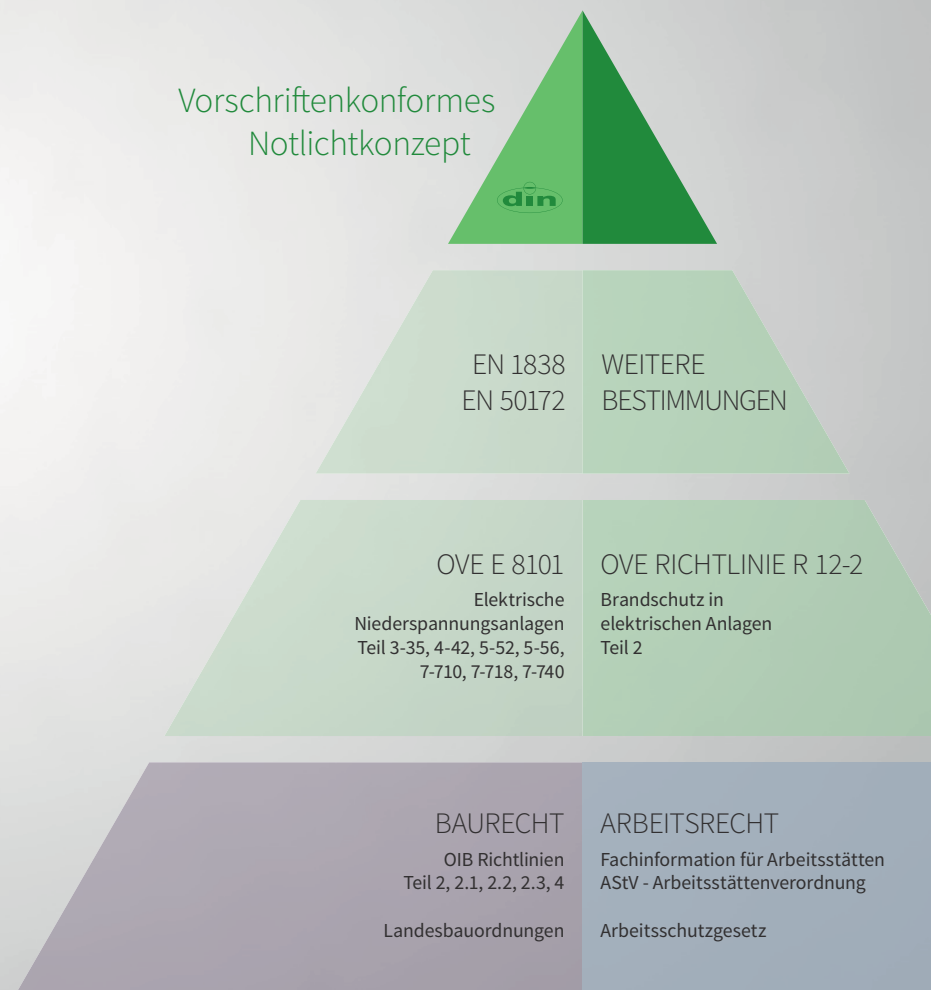 Vorschriftenkonformes
Notlichtkonzept
din
EN 1838
EN 50172
WEITERE
BESTIMMUNGEN
OVE E 8101
Elektrische
Niederspannungsanlagen
Teil 3-35, 4-42, 5-52, 5-56,
7-710, 7-718, 7-740
OVE RICHTLINIE R 12-2
Brandschutz in
elektrischen Anlagen
Teil 2
BAURECHT
OIB Richtlinien
Teil 2, 2.1, 2.2, 2.3, 4
Landesbauordnungen
ARBEITSRECHT
Fachinformation für Arbeitsstätten
AStV - Arbeitsstättenverordnung
Arbeitsschutzgesetz